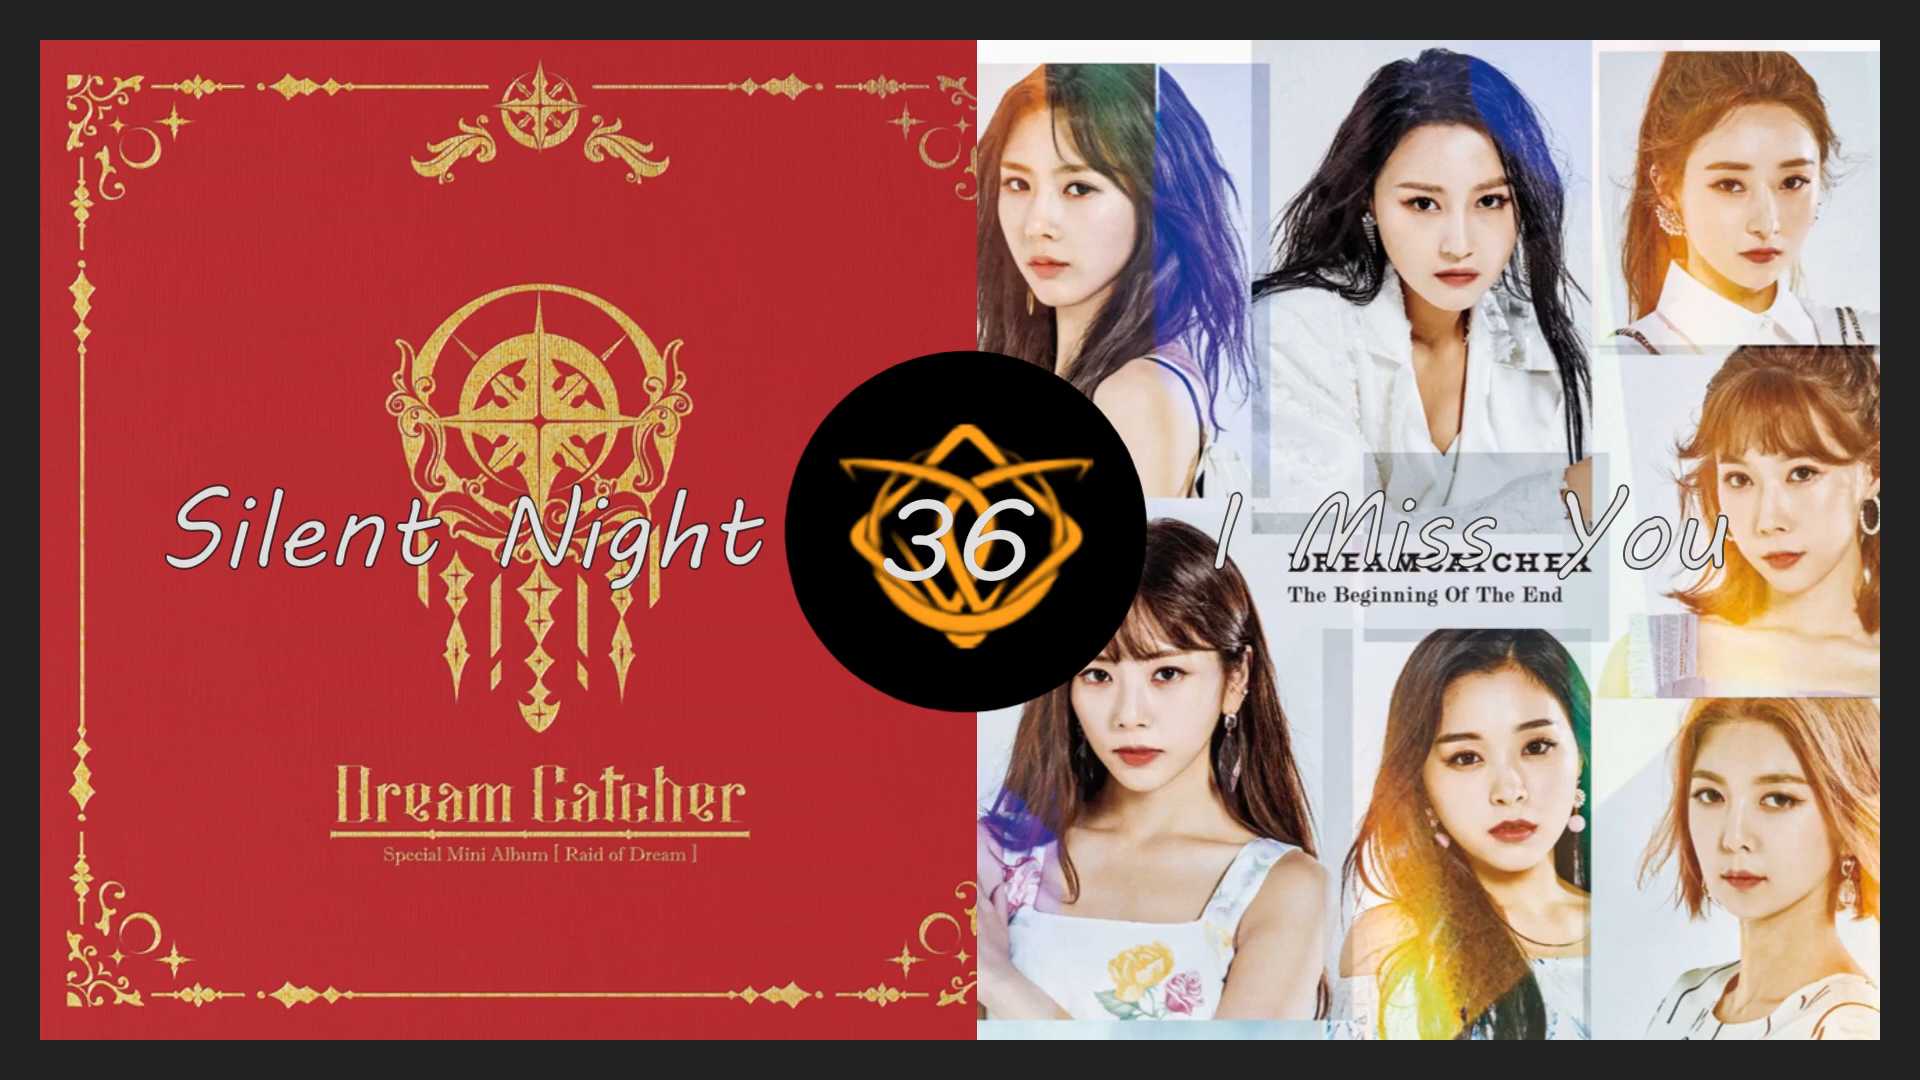 Silent Night
36
I Miss You
DREAMCATCHER
The Beginning Of The End
Dream Catcher
Special Mini Album [ Raid of Dream ]